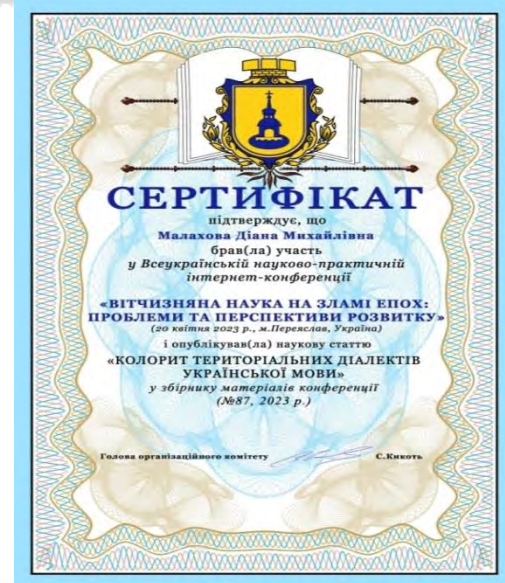 СЕРТИФІКАТ
підтверджує, що
Малахова Діана Михайлівна
брав(ла) участь
у Всеукраїнській науково-практичній
інтернет-конференції
«ВІТЧИЗНЯНА НАУКА НА ЗЛАМІ ЕПОХ:
ПРОБЛЕМИ ТА ПЕРСПЕКТИВИ РОЗВИТКУ»
(20 квітня 2023 р., м.Переяслав, Україна)
і опублікував(ла) наукову статтю
«КОЛОРИТ ТЕРИТОРІАЛЬНИХ ДІАЛЕКТІВ
УКРАЇНСЬКОЇ МОВИ»
у збірнику матеріалів конференції
(№87, 2023 р.)
Голова організаційного комітету С.Кикоть